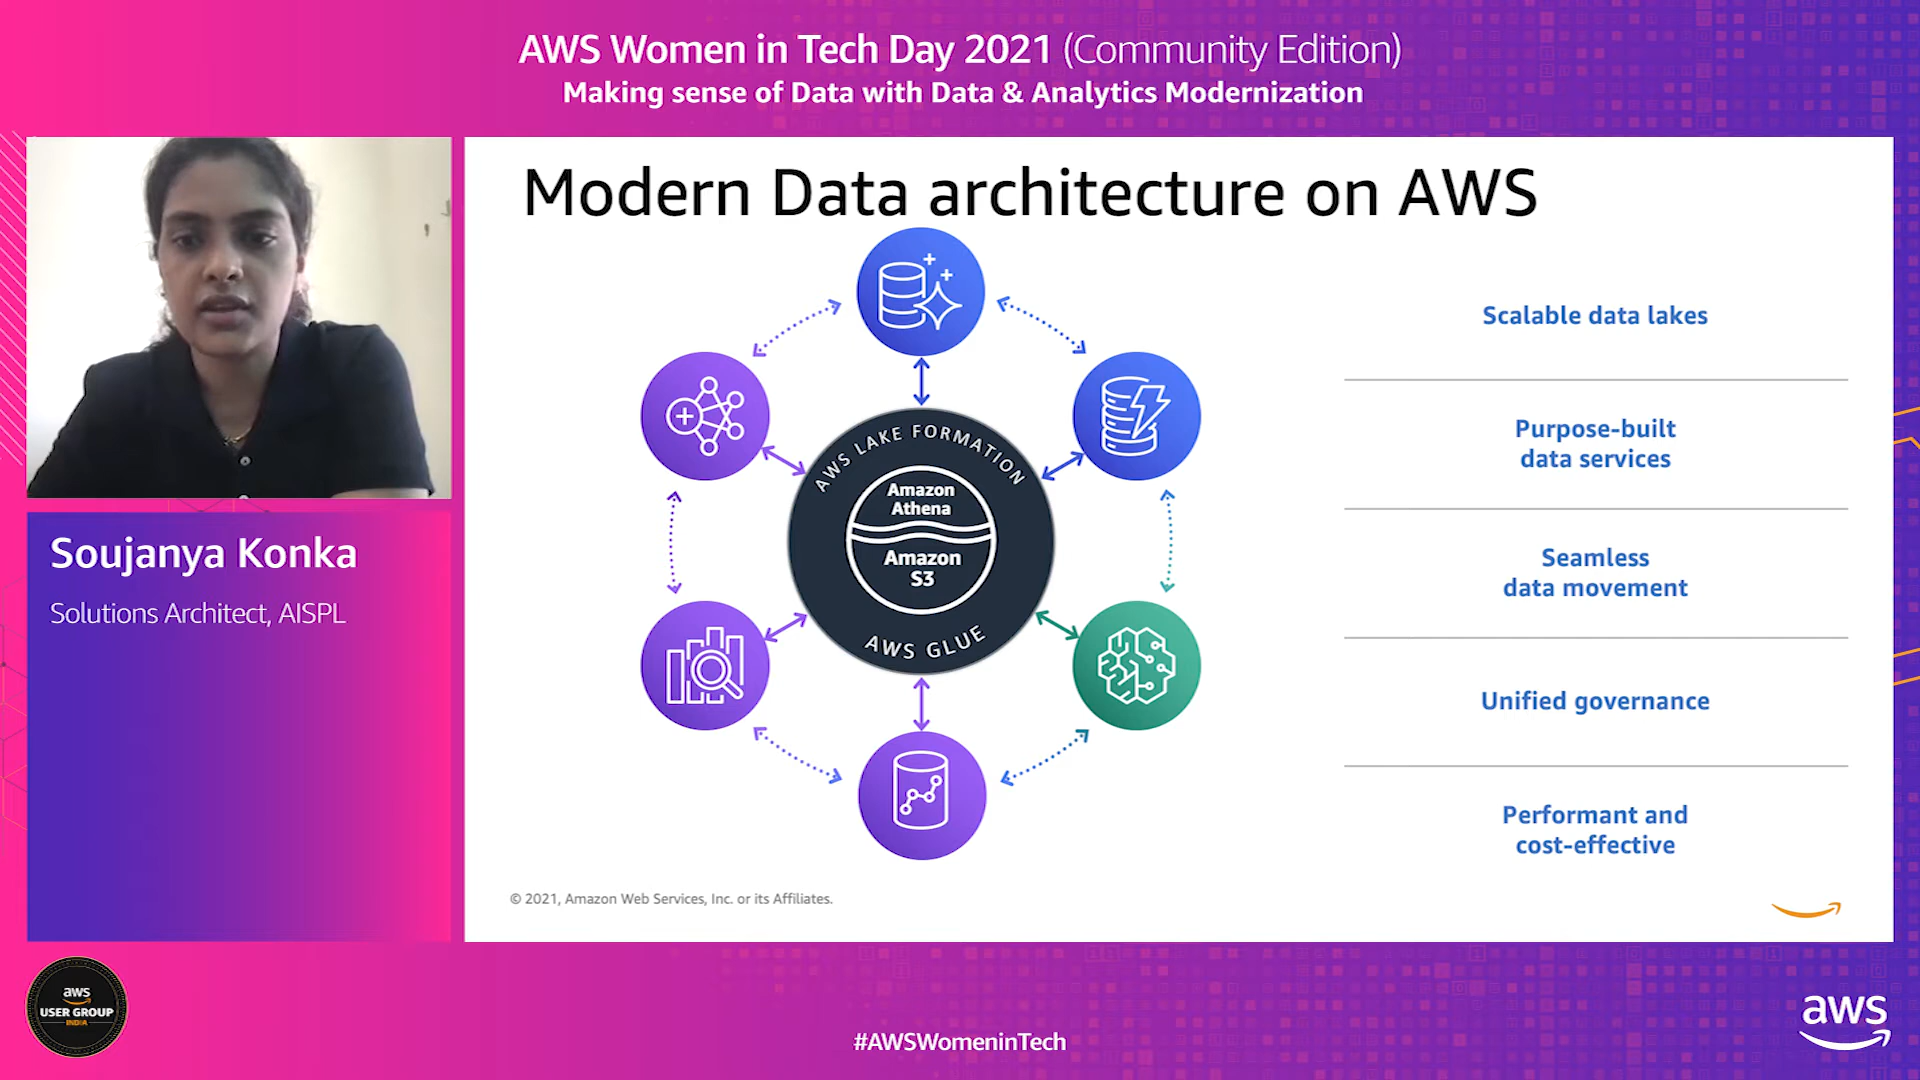 AWS Women in Tech Day 2021 (Community Edition)
Making sense of Data with Data & Analytics Modernization
Soujanya Konka
Solutions Architect, AISPL
Modern Data architecture on AWS
AWS LAKE FORMATION
Amazon
Athena
Amazon
S3
AWS GLUE
Scalable data lakes
Purpose-built
data services
Seamless
data movement
Unified governance
Performant and
cost-effective
© 2021, Amazon Web Services, Inc. or its Affiliates.
aws
USER GROUP
INDIA
#AWSWomeninTech
aws